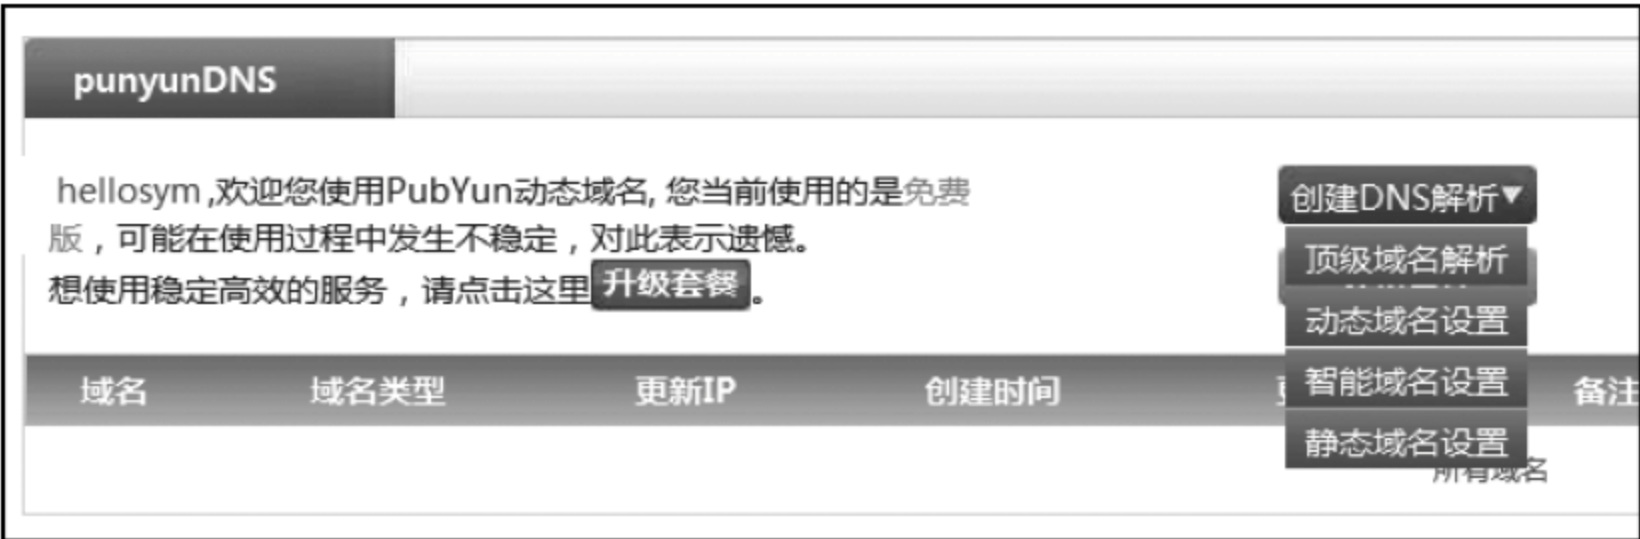 punyunDNS
hellosym ,欢迎您使用PubYun动态域名, 您当前使用的是免费
版，可能在使用过程中发生不稳定，对此表示遗憾。
想使用稳定高效的服务，请点击这里 升级套餐 。
创建DNS解析▼
顶级域名解析
动态域名设置
智能域名设置
静态域名设置
域名 域名类型 更新IP 创建时间 备注
所有域名